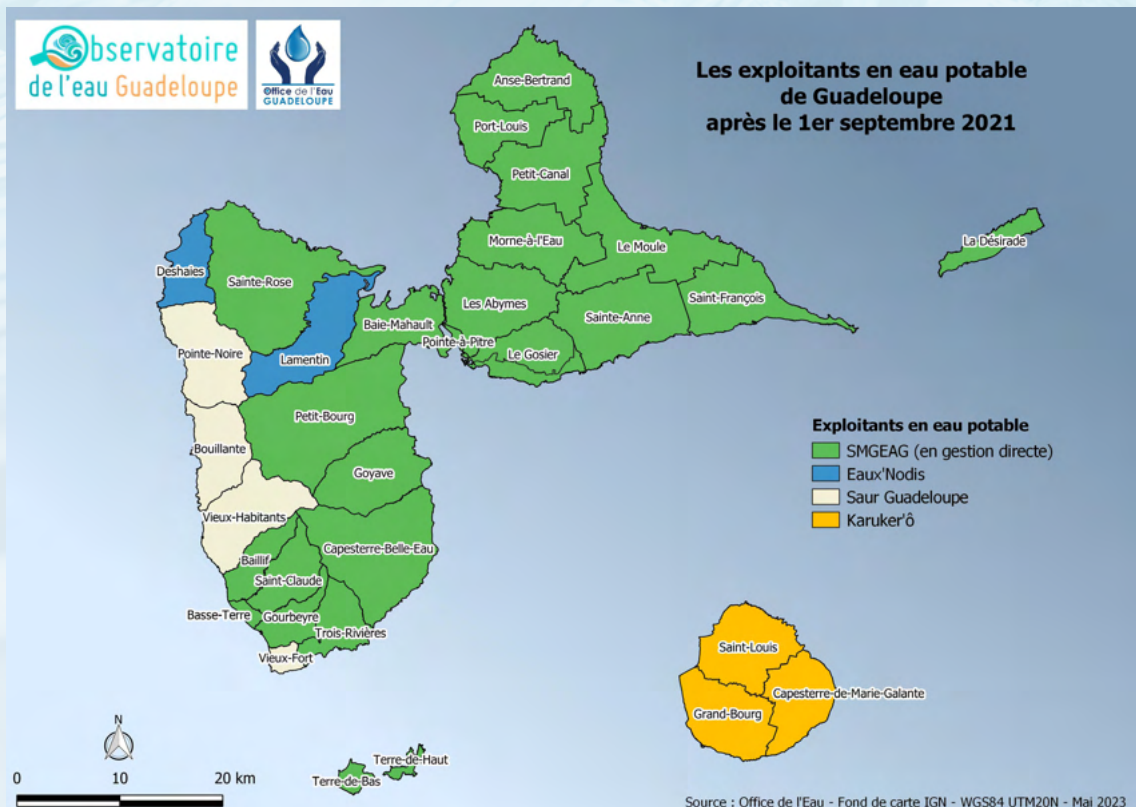 Observatoire
de l'eau Guadeloupe
Office de l'Eau
GUADELOUPE
Les exploitants en eau potable
de Guadeloupe
après le 1er septembre 2021
Anse-Bertrand
Port-Louis
Petit-Canal
Morne-à-l'Eau
Le Moule
La Désirade
Deshaies
Sainte-Rose
Les Abymes
Saint-François
Sainte-Anne
Baie-Mahault
Pointe-à-Pitre
Le Gosier
Pointe-Noire
Lamentin
Petit-Bourg
Bouillante
Goyave
Vieux-Habitants
Capesterre-Belle-Eau
Baillif
Saint-Claude
Basse-Terre
Gourbeyre
Trois-Rivières
Vieux-Fort
Exploitants en eau potable
SMGEAG (en gestion directe)
Eaux'Nodis
Saur Guadeloupe
Karuker'ô
Saint-Louis
Capesterre-de-Marie-Galante
Grand-Bourg
Terre-de-Haut
Terre-de-Bas
N
0 10 20 km
Source : Office de l'Eau - Fond de carte IGN - WGS84 UTM20N - Mai 2023